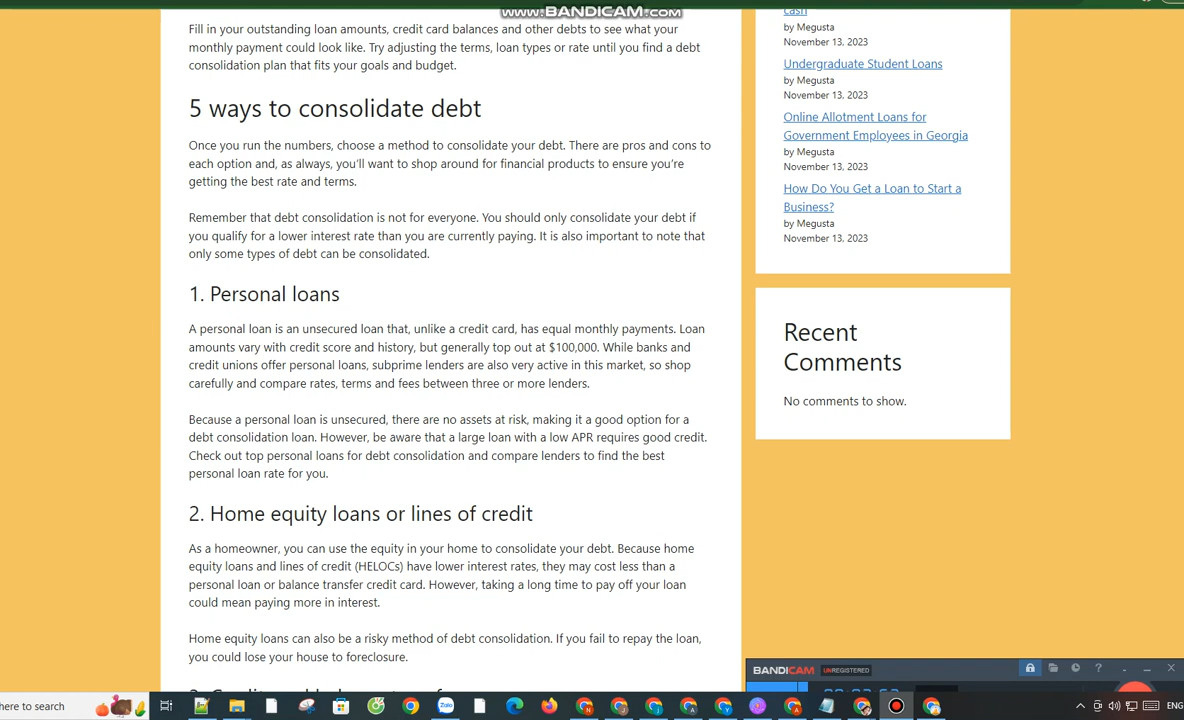 www.BANDICAM.com
Fill in your outstanding loan amounts, credit card balances and other debts to see what your
monthly payment could look like. Try adjusting the terms, loan types or rate until you find a debt
consolidation plan that fits your goals and budget.
5 ways to consolidate debt
Once you run the numbers, choose a method to consolidate your debt. There are pros and cons to
each option and, as always, you'll want to shop around for financial products to ensure you're
getting the best rate and terms.
Remember that debt consolidation is not for everyone. You should only consolidate your debt if
you qualify for a lower interest rate than you are currently paying. It is also important to note that
only some types of debt can be consolidated.
1. Personal loans
A personal loan is an unsecured loan that, unlike a credit card, has equal monthly payments. Loan
amounts vary with credit score and history, but generally top out at $100,000. While banks and
credit unions offer personal loans, subprime lenders are also very active in this market, so shop
carefully and compare rates, terms and fees between three or more lenders.
Because a personal loan is unsecured, there are no assets at risk, making it a good option for a
debt consolidation loan. However, be aware that a large loan with a low APR requires good credit.
Check out top personal loans for debt consolidation and compare lenders to find the best
personal loan rate for you.
2. Home equity loans or lines of credit
As a homeowner, you can use the equity in your home to consolidate your debt. Because home
equity loans and lines of credit (HELOCs) have lower interest rates, they may cost less than a
personal loan or balance transfer credit card. However, taking a long time to pay off your loan
could mean paying more in interest.
Home equity loans can also be a risky method of debt consolidation. If you fail to repay the loan,
you could lose your house to foreclosure.
cash
by Megusta
November 13, 2023
Undergraduate Student Loans
by Megusta
November 13, 2023
Online Allotment Loans for
Government Employees in Georgia
by Megusta
November 13, 2023
How Do You Get a Loan to Start a
Business?
by Megusta
November 13, 2023
Recent
Comments
No comments to show.
BANDICAM UNREGISTERED
here to search
Zalo
ENG